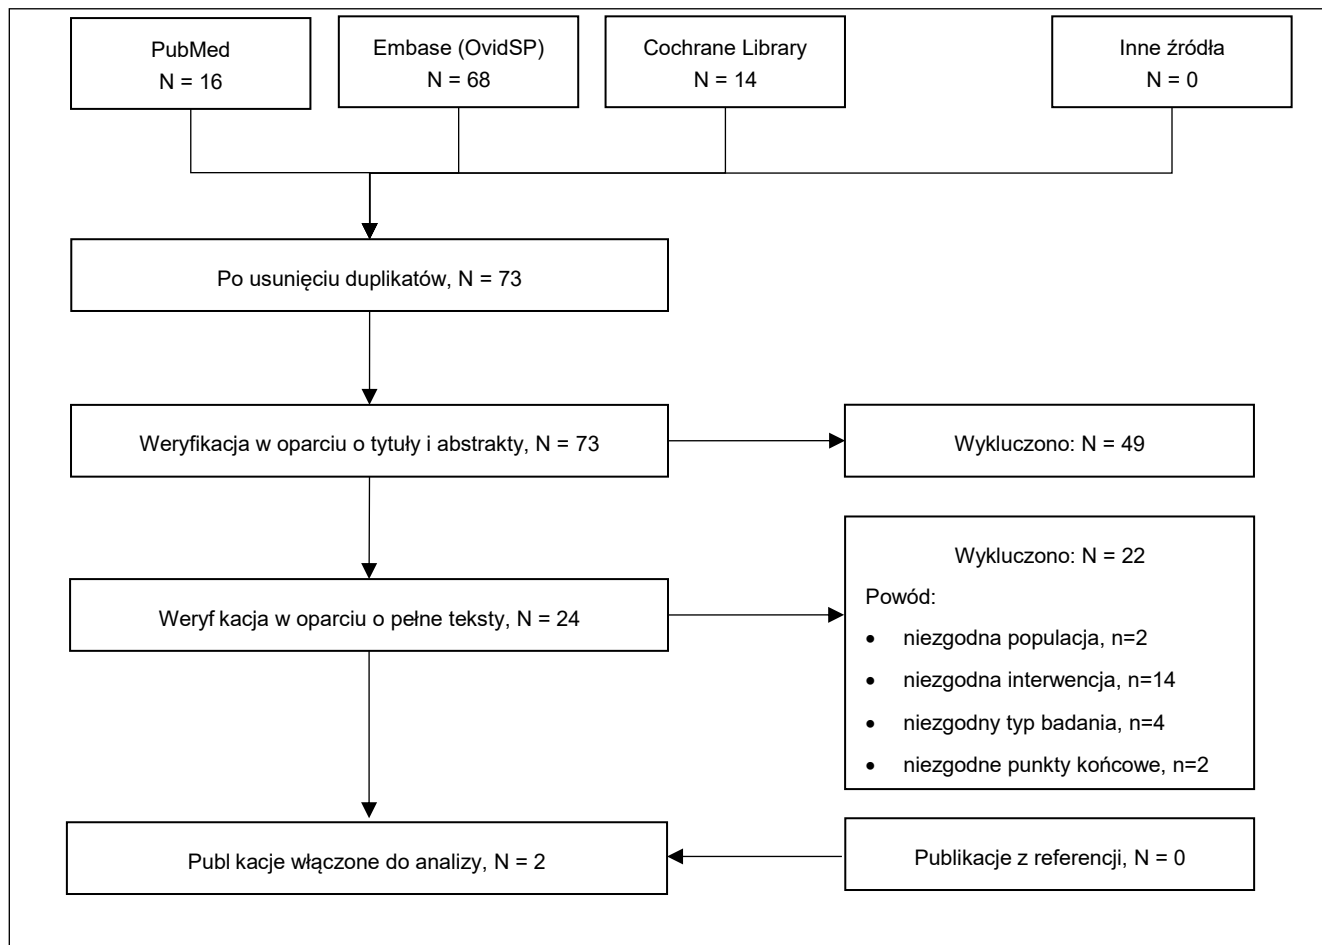 PubMed
N = 16
Embase (OvidSP)
N = 68
Cochrane Library
N = 14
Inne źródła
N = 0
Po usunięciu duplikatów, N = 73
Weryfikacja w oparciu o tytuły i abstrakty, N = 73
Wykluczono: N = 49
Weryf kacja w oparciu o pełne teksty, N = 24
Wykluczono: N = 22
Powód:
• niezgodna populacja, n=2
• niezgodna interwencja, n=14
• niezgodny typ badania, n=4
• niezgodne punkty końcowe, n=2
Publ kacje włączone do analizy, N = 2
Publikacje z referencji, N = 0